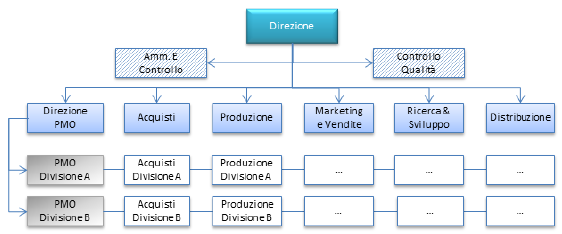 Direzione
Amm. E
Controllo
Controllo
Qualità
Direzione
PMO
Acquisti
Produzione
Marketing
e Vendite
Ricerca &
Sviluppo
Distribuzione
PMO
Divisione A
Acquisti
Divisione A
Produzione
Divisione A
...
...
...
PMO
Divisione B
Acquisti
Divisione B
Produzione
Divisione B
...
...
...